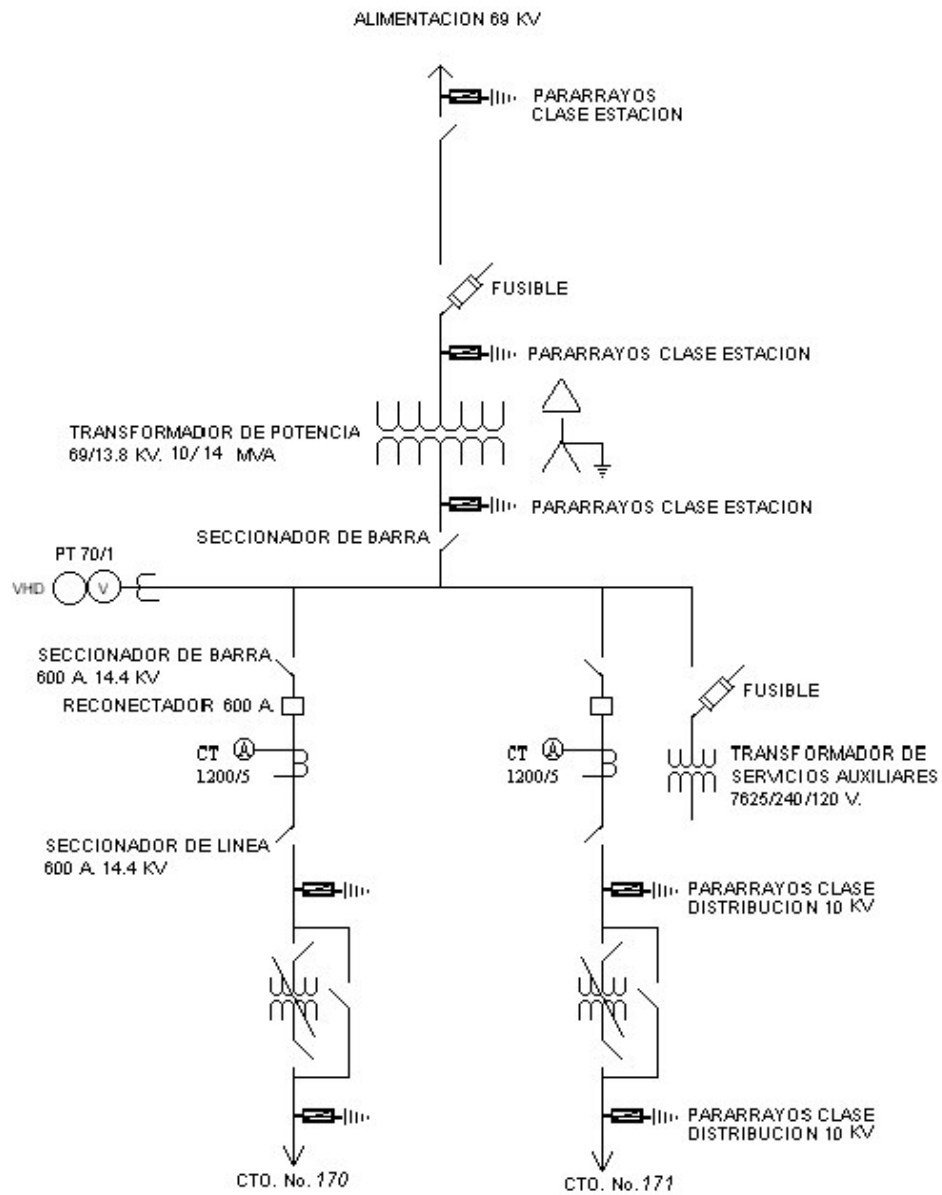 ALIMENTACION 69 KV
PARARRAYOS
CLASE ESTACION
FUSIBLE
PARARRAYOS CLASE ESTACION
TRANSFORMADOR DE POTENCIA
69/13.8 KV. 10/14 MVA
PARARRAYOS CLASE ESTACION
SECCIONADOR DE BARRA
PT 70/1
VHD V
SECCIONADOR DE BARRA
600 A. 14.4 KV
RECONECTADOR 600 A.
FUSIBLE
CT A
1200/5
CT A
1200/5
TRANSFORMADOR DE
SERVICIOS AUXILIARES
7625/240/120 V.
SECCIONADOR DE LINEA
600 A. 14.4 KV
PARARRAYOS CLASE
DISTRIBUCION 10 KV
PARARRAYOS CLASE
DISTRIBUCION 10 KV
CTO. No. 170
CTO. No. 171